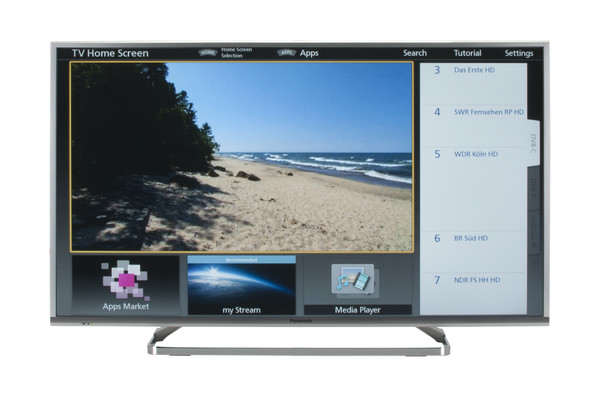 TV Home Screen
HOME
Home Screen
Selection
APPS
Apps
Search
Tutorial
Settings
3 Das Erste HD
4 SWR Fernsehen RP HD
5 WDR Köln HD
6 BR Süd HD
7 NDR FS HH HD
DVB-C
Apps Market
Recommended
my Stream
Media Player
Panasonic